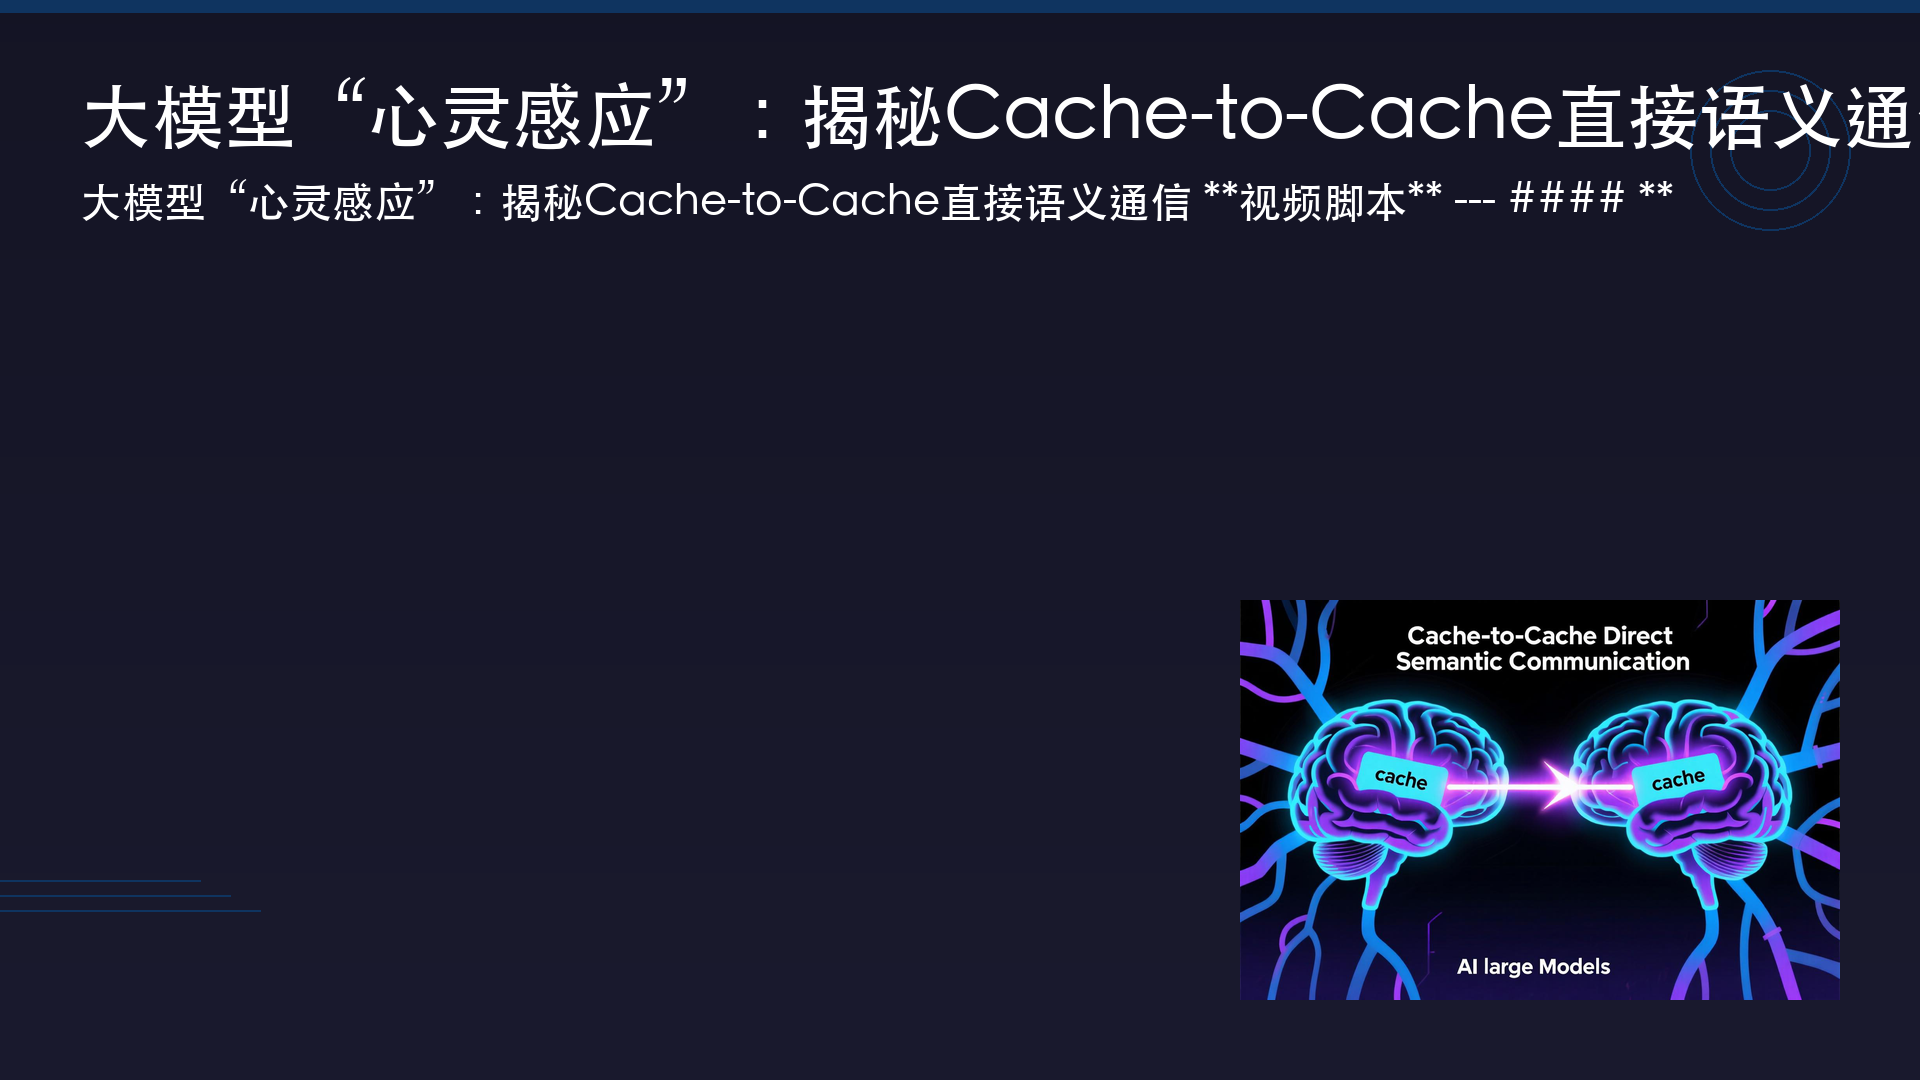 大模型“心灵感应”：揭秘Cache-to-Cache直接语义通
大模型“心灵感应”：揭秘Cache-to-Cache直接语义通信 **视频脚本** --- #### **
Cache-to-Cache Direct
Semantic Communication
cache
cache
AI large Models